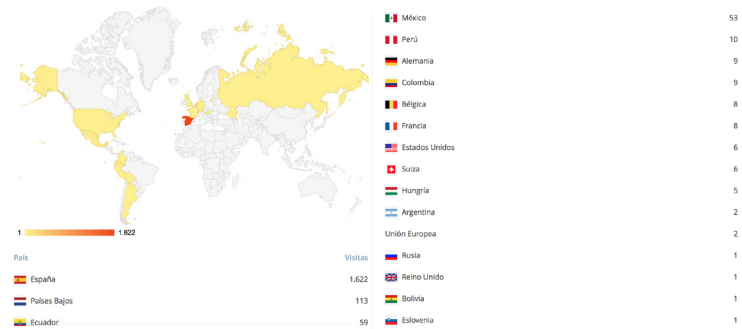 1 1.622
País Visitas
España 1.622
Países Bajos 113
Ecuador 59
México 53
Perú 10
Alemania 9
Colombia 9
Bélgica 8
Francia 8
Estados Unidos 6
Suiza 6
Hungría 5
Argentina 2
Unión Europea 2
Rusia 1
Reino Unido 1
Bolivia 1
Eslovenia 1